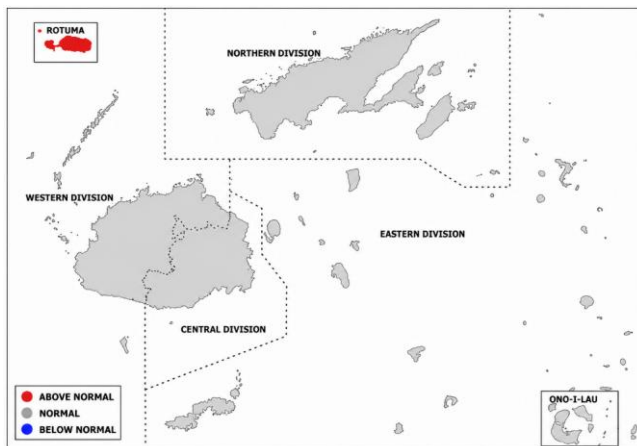 ROTUMA
NORTHERN DIVISION
WESTERN DIVISION
EASTERN DIVISION
CENTRAL DIVISION
ABOVE NORMAL
NORMAL
BELOW NORMAL
ONO-I-LAU